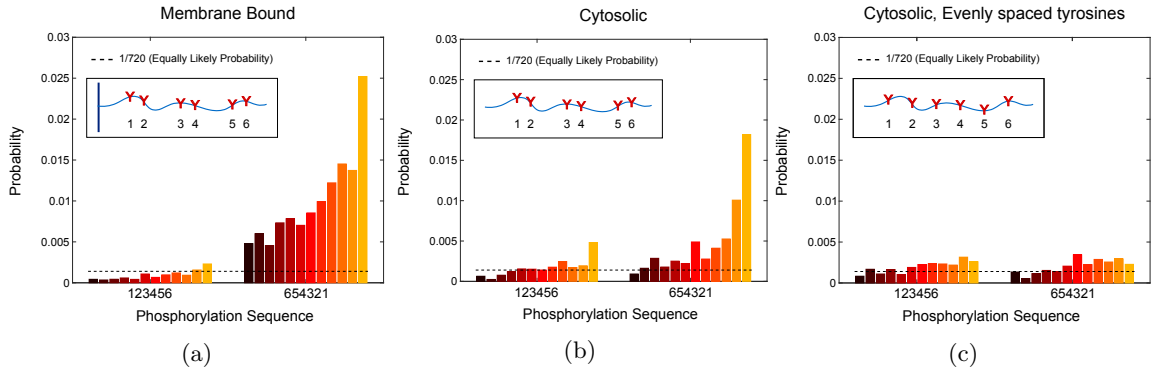 Membrane Bound
0.03
0.025
0.02
0.015
0.01
0.005
0
Probability
1/720 (Equally Likely Probability)
1 2 3 4 5 6
123456 654321
Phosphorylation Sequence
(a)
Cytosolic
0.03
0.025
0.02
0.015
0.01
0.005
0
Probability
1/720 (Equally Likely Probability)
1 2 3 4 5 6
123456 654321
Phosphorylation Sequence
(b)
Cytosolic, Evenly spaced tyrosines
0.03
0.025
0.02
0.015
0.01
0.005
0
Probability
1/720 (Equally Likely Probability)
1 2 3 4 5 6
123456 654321
Phosphorylation Sequence
(c)